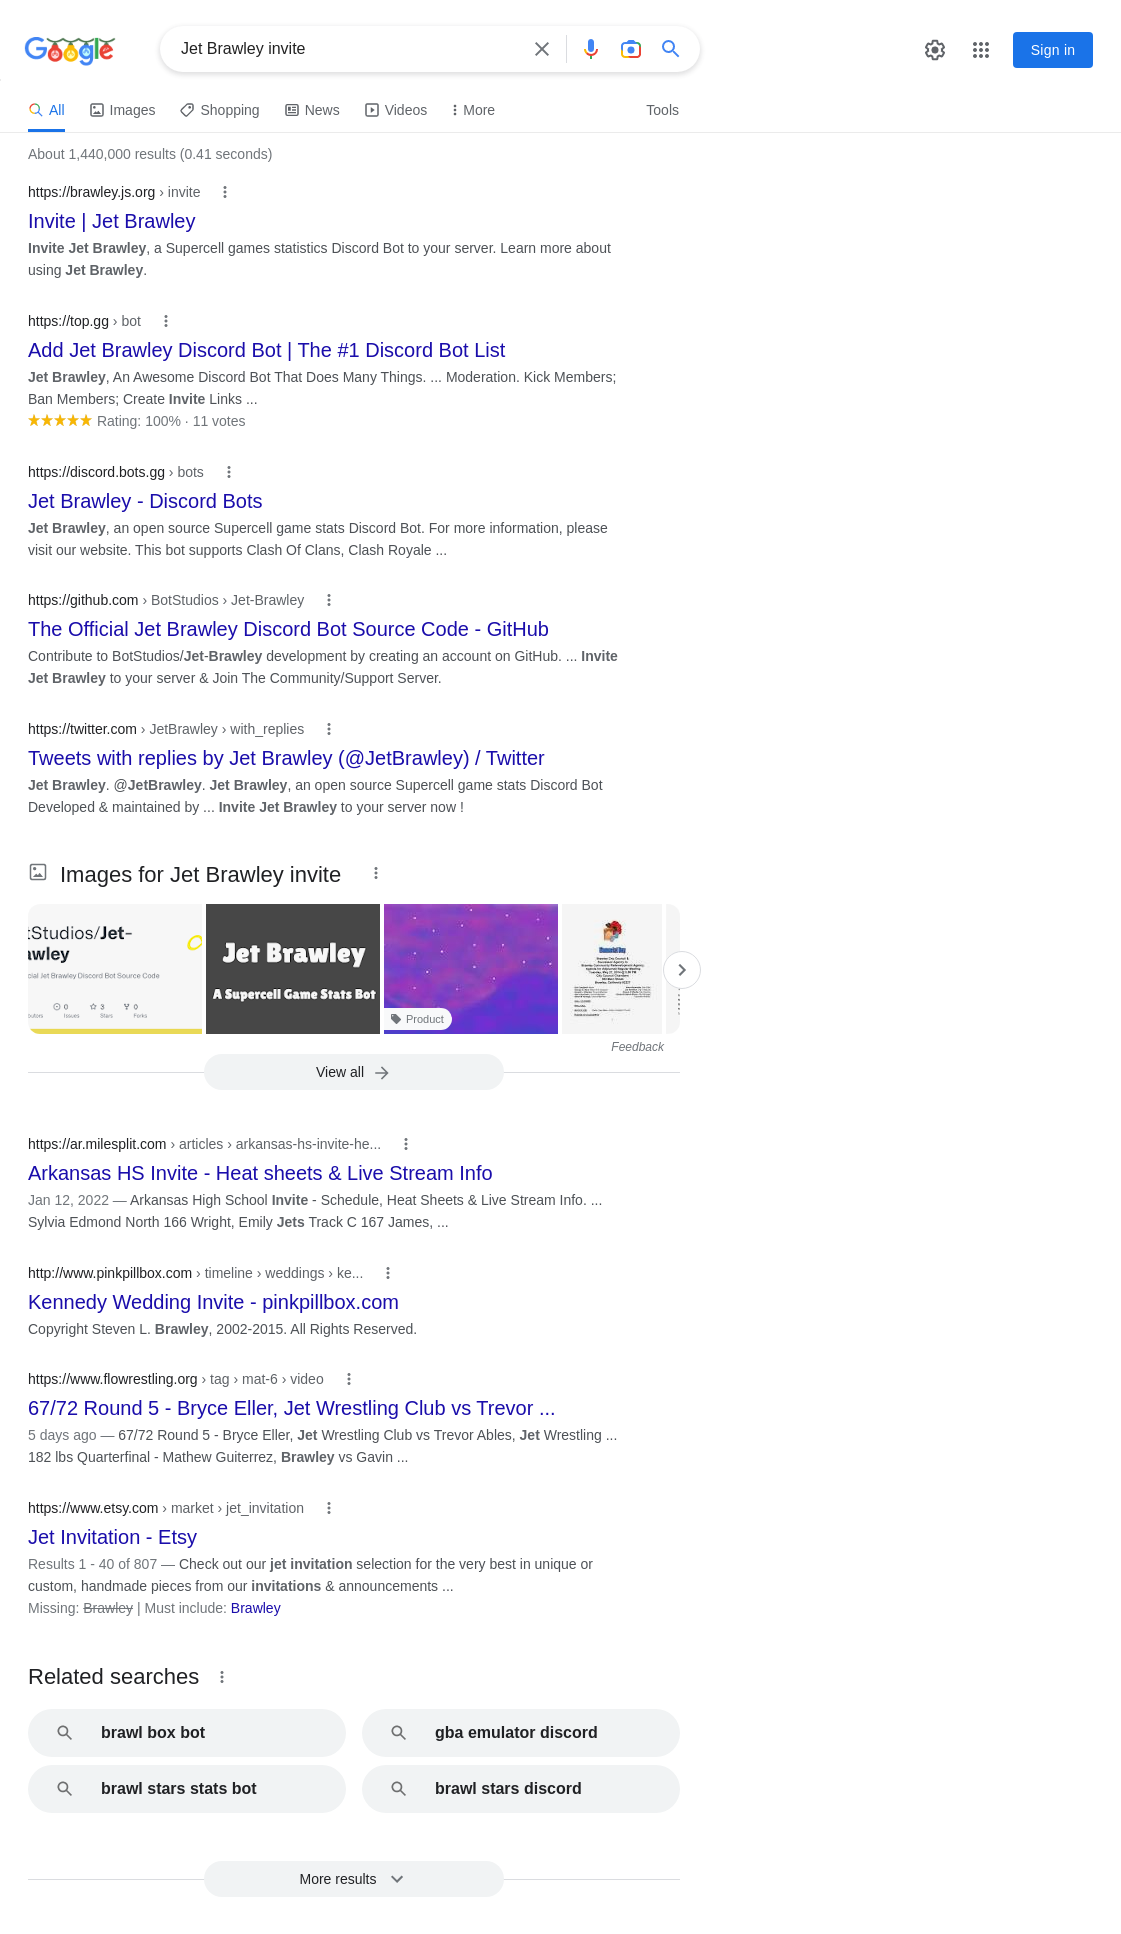 Google
Jet Brawley invite
Sign in
All
Images
Shopping
News
Videos
More
Tools
About 1,440,000 results (0.41 seconds)
https://brawley.js.org › invite
Invite | Jet Brawley
Invite Jet Brawley, a Supercell games statistics Discord Bot to your server. Learn more about
using Jet Brawley.
https://top.gg › bot
Add Jet Brawley Discord Bot | The #1 Discord Bot List
Jet Brawley, An Awesome Discord Bot That Does Many Things. ... Moderation. Kick Members;
Ban Members; Create Invite Links ...
Rating: 100% · 11 votes
https://discord.bots.gg › bots
Jet Brawley - Discord Bots
Jet Brawley, an open source Supercell game stats Discord Bot. For more information, please
visit our website. This bot supports Clash Of Clans, Clash Royale ...
https://github.com › BotStudios › Jet-Brawley
The Official Jet Brawley Discord Bot Source Code - GitHub
Contribute to BotStudios/Jet-Brawley development by creating an account on GitHub. ... Invite
Jet Brawley to your server & Join The Community/Support Server.
https://twitter.com › JetBrawley › with_replies
Tweets with replies by Jet Brawley (@JetBrawley) / Twitter
Jet Brawley. @JetBrawley. Jet Brawley, an open source Supercell game stats Discord Bot
Developed & maintained by ... Invite Jet Brawley to your server now !
Images for Jet Brawley invite
tStudios/Jet-
awley
cial Jet Brawley Discord Bot Source Code
0 3 0
butors Issues Stars Forks
Jet Brawley
A Supercell Game Stats Bot
Product
Memorial Day
Feedback
View all
https://ar.milesplit.com › articles › arkansas-hs-invite-he...
Arkansas HS Invite - Heat sheets & Live Stream Info
Jan 12, 2022 — Arkansas High School Invite - Schedule, Heat Sheets & Live Stream Info. ...
Sylvia Edmond North 166 Wright, Emily Jets Track C 167 James, ...
http://www.pinkpillbox.com › timeline › weddings › ke...
Kennedy Wedding Invite - pinkpillbox.com
Copyright Steven L. Brawley, 2002-2015. All Rights Reserved.
https://www.flowrestling.org › tag › mat-6 › video
67/72 Round 5 - Bryce Eller, Jet Wrestling Club vs Trevor ...
5 days ago — 67/72 Round 5 - Bryce Eller, Jet Wrestling Club vs Trevor Ables, Jet Wrestling ...
182 lbs Quarterfinal - Mathew Guiterrez, Brawley vs Gavin ...
https://www.etsy.com › market › jet_invitation
Jet Invitation - Etsy
Results 1 - 40 of 807 — Check out our jet invitation selection for the very best in unique or
custom, handmade pieces from our invitations & announcements ...
Missing: Brawley | Must include: Brawley
Related searches
brawl box bot
gba emulator discord
brawl stars stats bot
brawl stars discord
More results